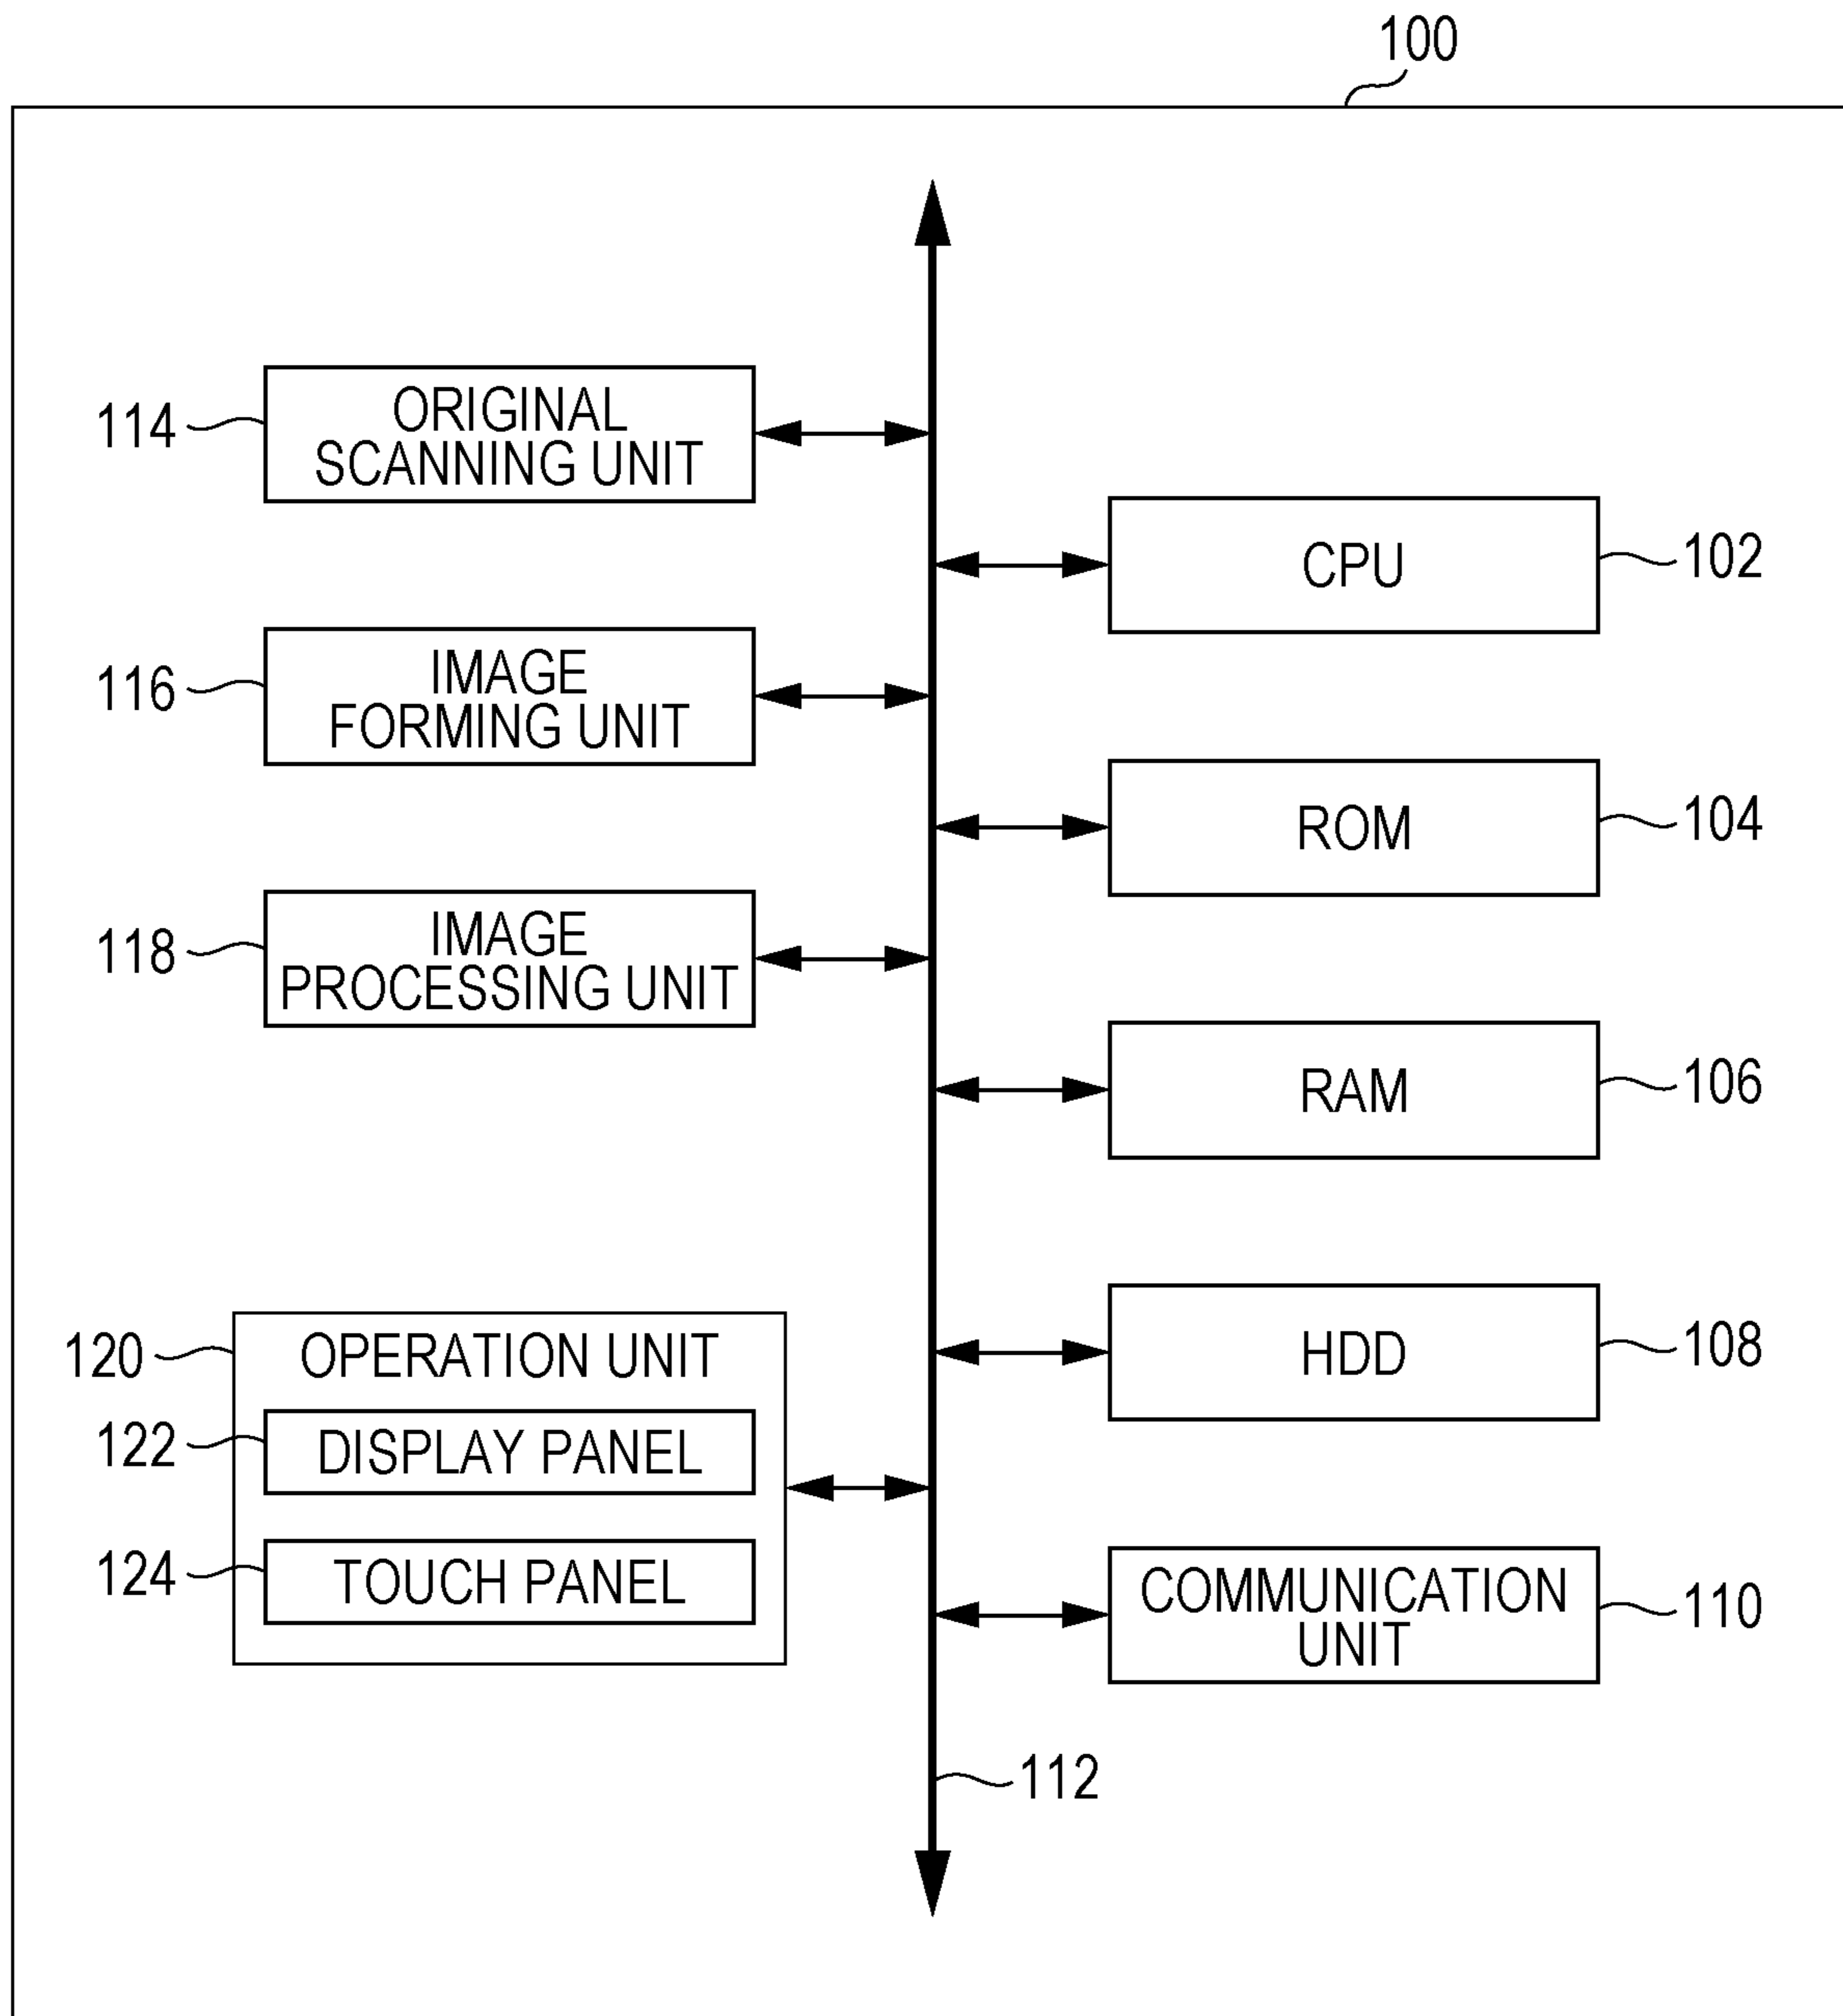 100
114
ORIGINAL
SCANNING UNIT
CPU
102
116
IMAGE
FORMING UNIT
ROM
104
118
IMAGE
PROCESSING UNIT
RAM
106
120
OPERATION UNIT
122
DISPLAY PANEL
124
TOUCH PANEL
HDD
108
COMMUNICATION
UNIT
110
112